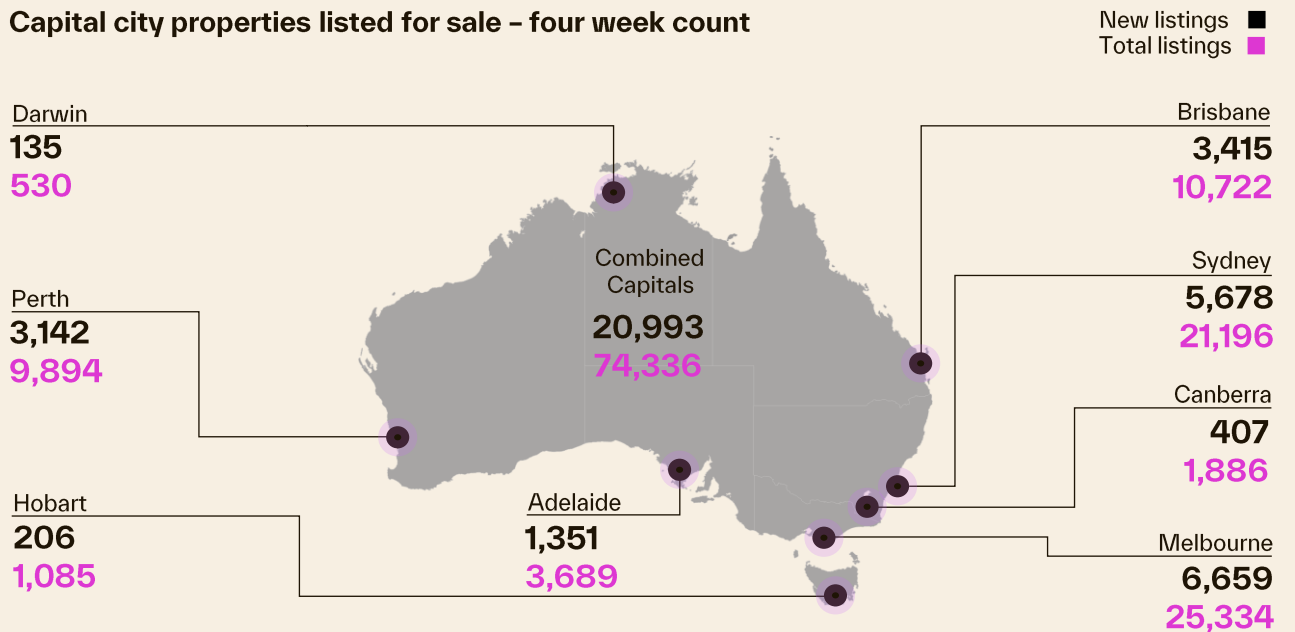 Capital city properties listed for sale – four week count
New listings
Total listings
Darwin
135
530
Brisbane
3,415
10,722
Combined
Capitals
20,993
74,336
Sydney
5,678
21,196
Perth
3,142
9,894
Canberra
407
1,886
Hobart
206
1,085
Adelaide
1,351
3,689
Melbourne
6,659
25,334